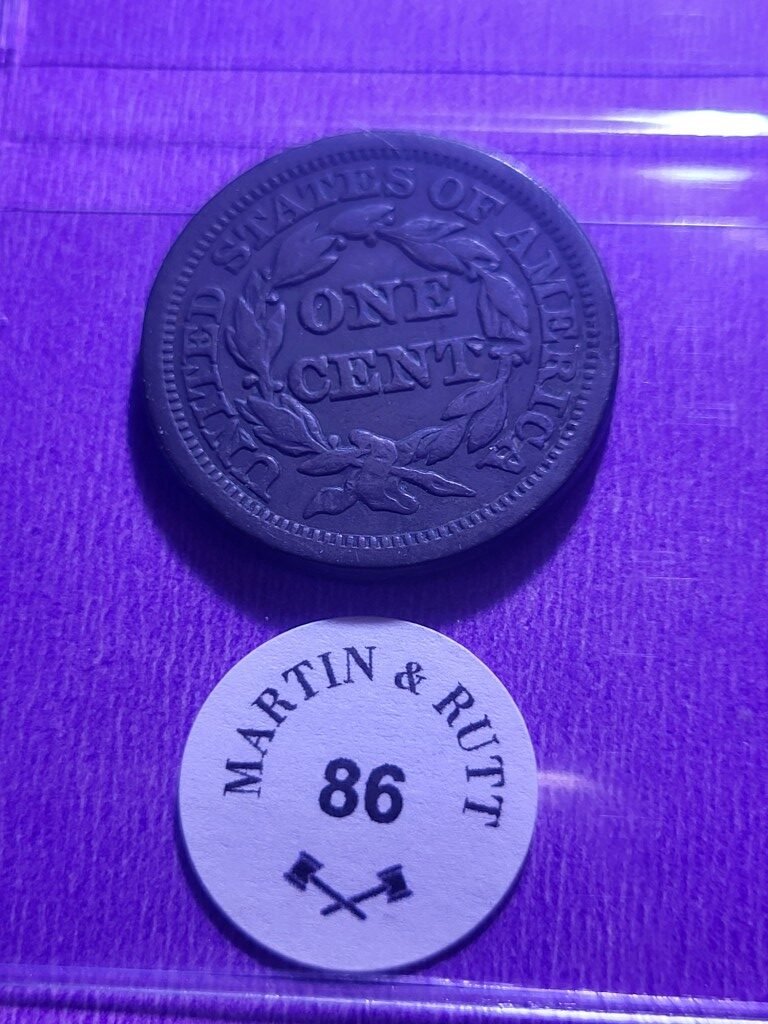 UNITED STATES OF AMERICA
ONE
CENT
MARTIN & RUTT
86